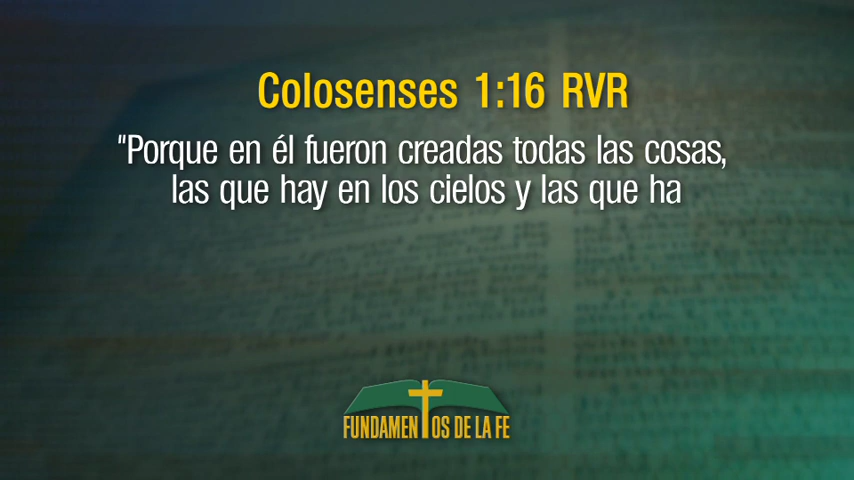 Colosenses 1:16 RVR
"Porque en él fueron creadas todas las cosas,
las que hay en los cielos y las que ha
FUNDAMENTOS DE LA FE